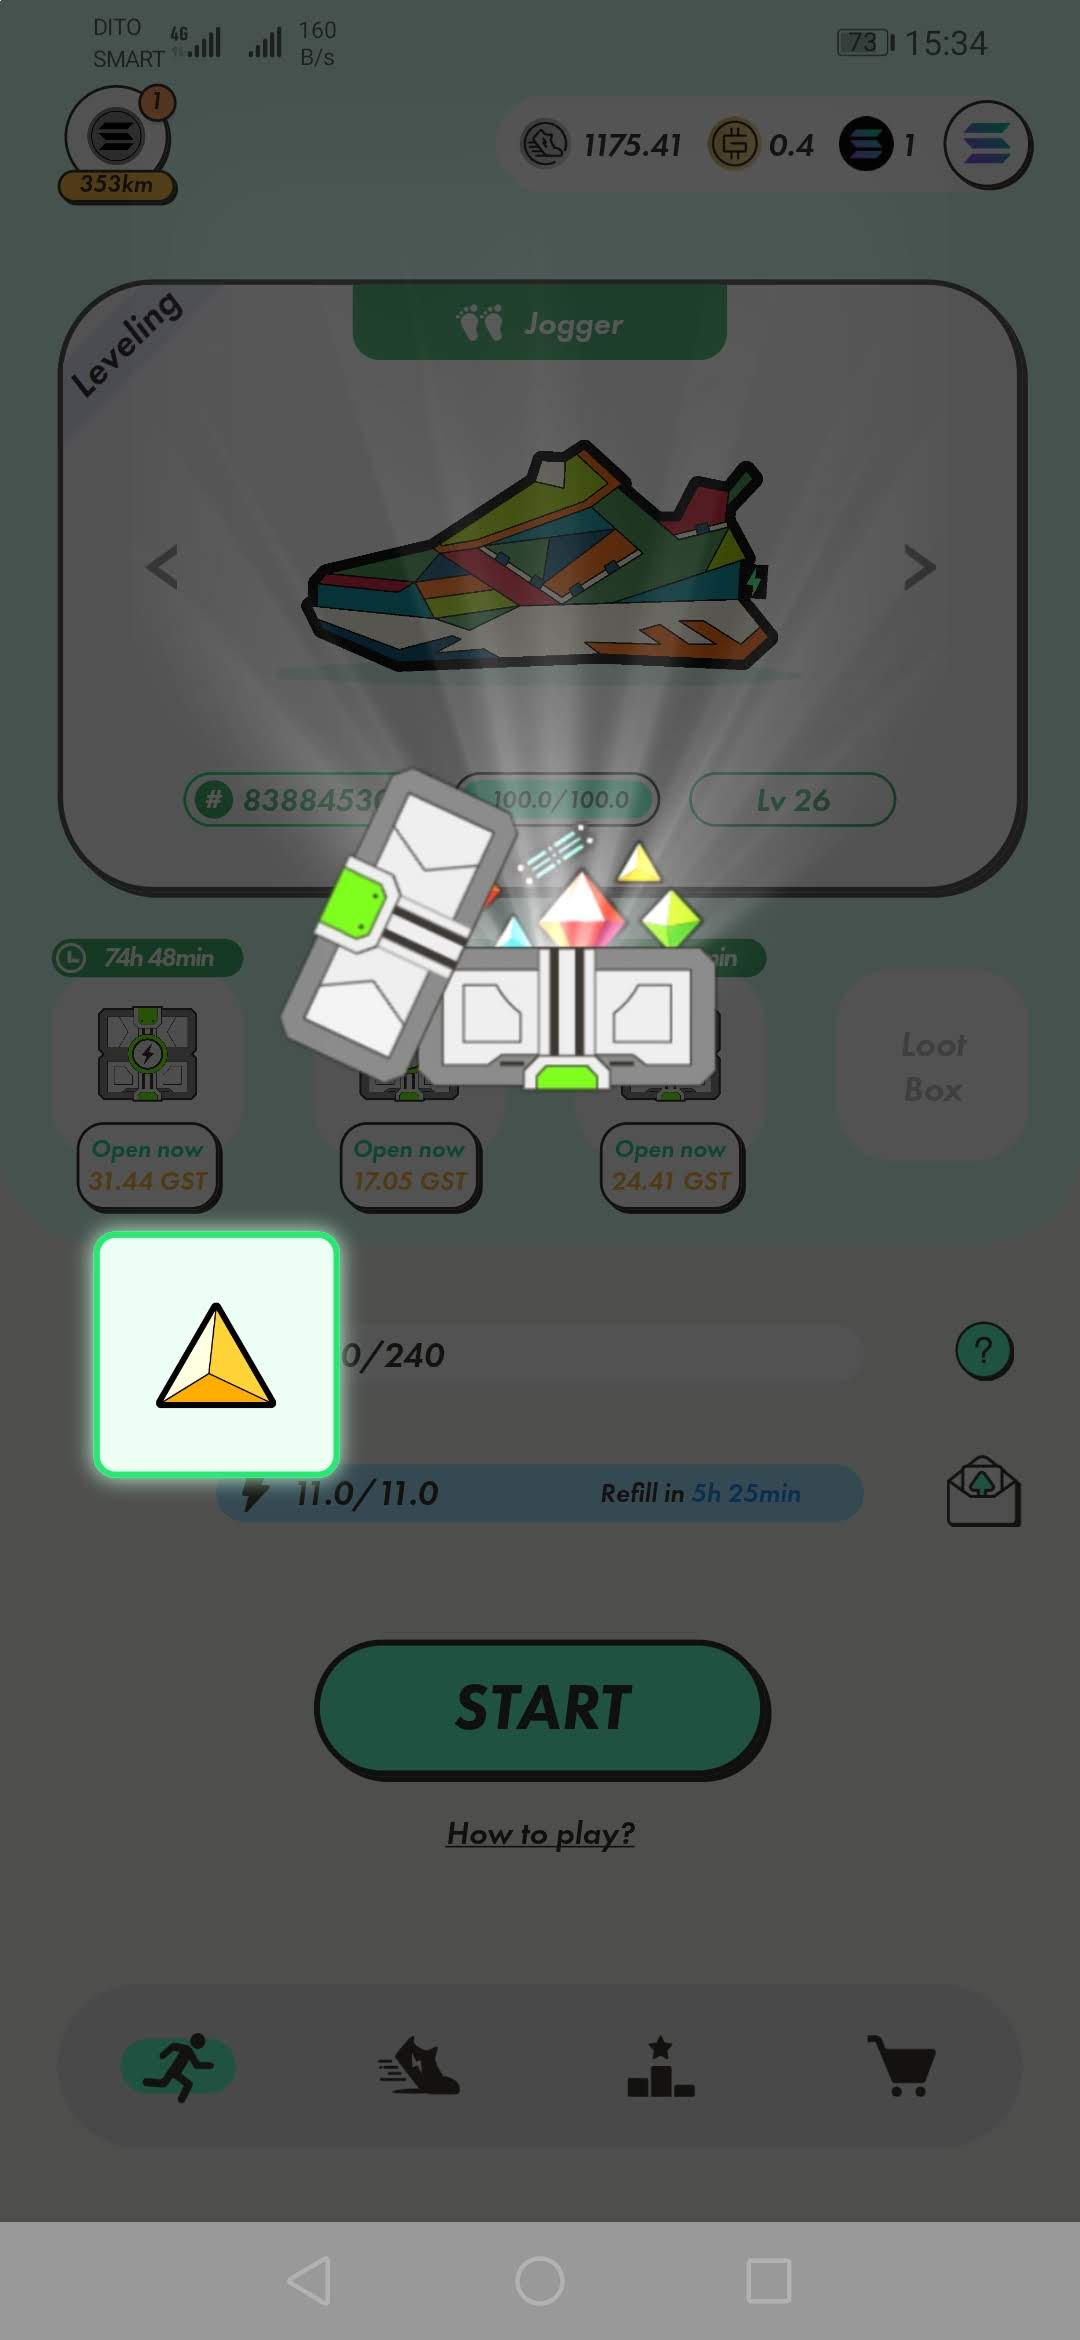 DITO
SMART
4G
160
B/s
73
15:34
1
353km
1175.41
0.4
1
Leveling
Jogger
# 8388453
100.0/100.0
Lv 26
74h 48min
in
Loot
Box
Open now
31.44 GST
Open now
17.05 GST
Open now
24.41 GST
0/240
?
11.0/11.0
Refill in 5h 25min
START
How to play?